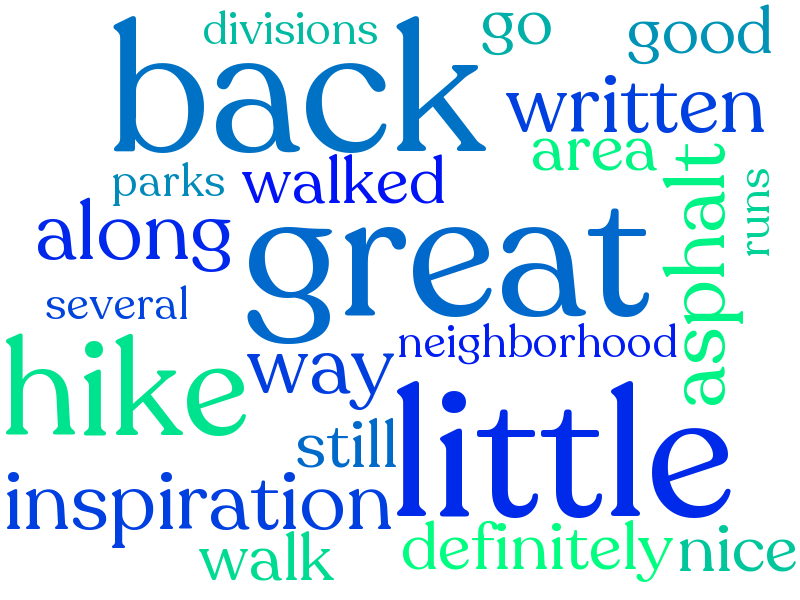 divisions
go
good
back
written
area
parks
walked
asphalt
runs
along
great
several
neighborhood
hike
way
little
still
inspiration
walk
definitely
nice